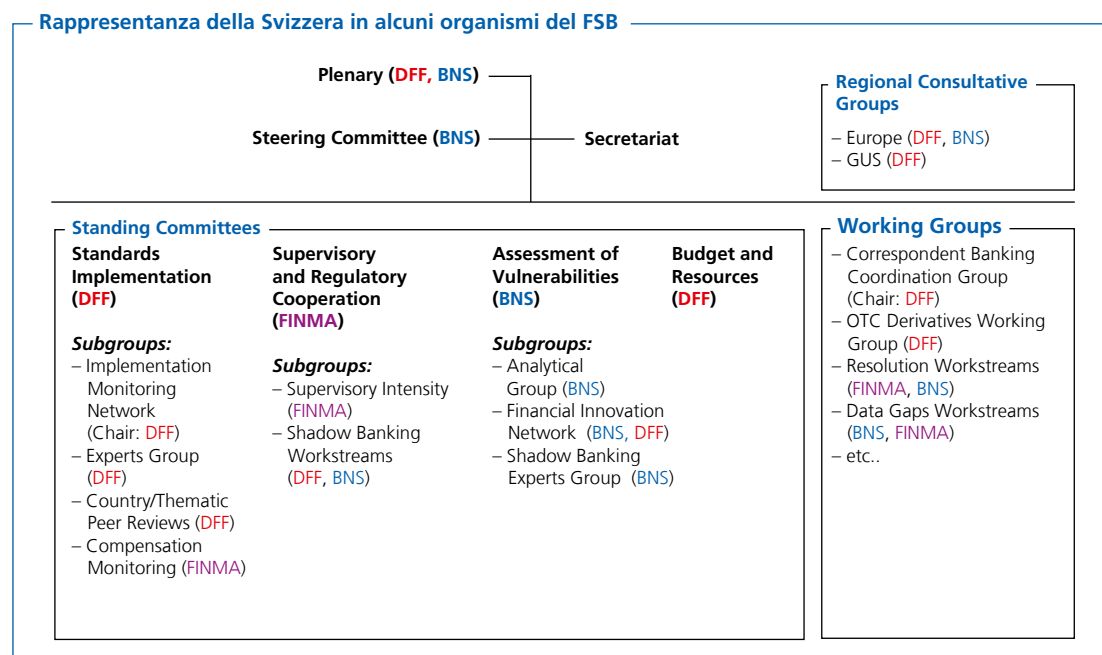 Rappresentanza della Svizzera in alcuni organismi del FSB
Plenary (DFF, BNS)
Steering Committee (BNS)
Secretariat
Regional Consultative
Groups
– Europe (DFF, BNS)
– GUS (DFF)
Standing Committees
Standards
Implementation
(DFF)
Subgroups:
– Implementation
Monitoring
Network
(Chair: DFF)
– Experts Group
(DFF)
– Country/Thematic
Peer Reviews (DFF)
– Compensation
Monitoring (FINMA)
Supervisory
and Regulatory
Cooperation
(FINMA)
Subgroups:
– Supervisory Intensity
(FINMA)
– Shadow Banking
Workstreams
(DFF, BNS)
Assessment of
Vulnerabilities
(BNS)
Subgroups:
– Analytical
Group (BNS)
– Financial Innovation
Network (BNS, DFF)
– Shadow Banking
Experts Group (BNS)
Budget and
Resources
(DFF)
Working Groups
– Correspondent Banking
Coordination Group
(Chair: DFF)
– OTC Derivatives Working
Group (DFF)
– Resolution Workstreams
(FINMA, BNS)
– Data Gaps Workstreams
(BNS, FINMA)
– etc..